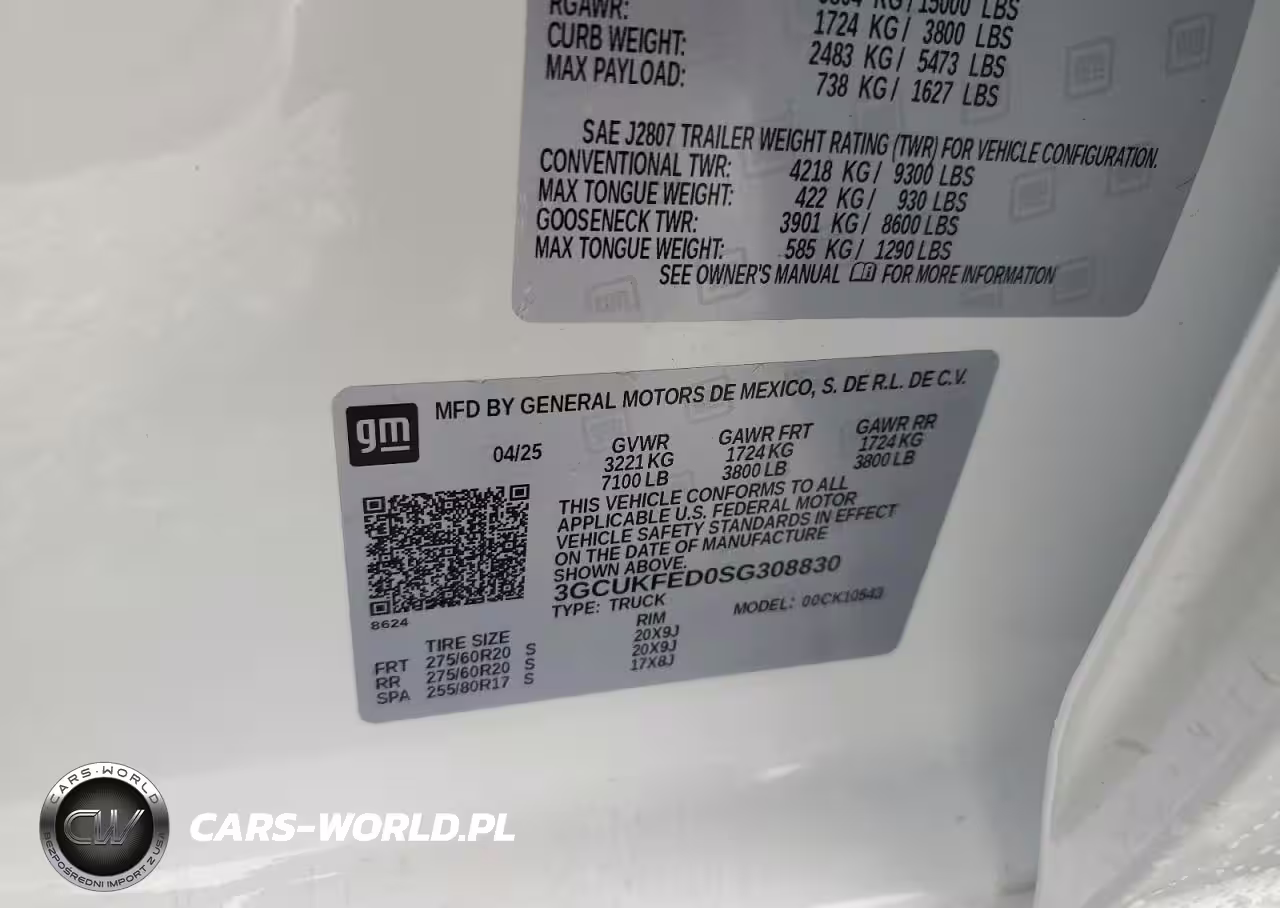 RGAWR: KG/ 15000 LBS
1724 KG/ 3800 LBS
CURB WEIGHT: 2483 KG/ 5473 LBS
MAX PAYLOAD: 738 KG/ 1627 LBS
SAE J2807 TRAILER WEIGHT RATING (TWR) FOR VEHICLE CONFIGURATION.
CONVENTIONAL TWR: 4218 KG/ 9300 LBS
MAX TONGUE WEIGHT: 422 KG/ 930 LBS
GOOSENECK TWR: 3901 KG/ 8600 LBS
MAX TONGUE WEIGHT: 585 KG/ 1290 LBS
SEE OWNER'S MANUAL FOR MORE INFORMATION
gm
MFD BY GENERAL MOTORS DE MEXICO, S. DE R.L. DE C.V.
04/25 GVWR GAWR FRT GAWR RR
3221 KG 1724 KG 1724 KG
7100 LB 3800 LB 3800 LB
THIS VEHICLE CONFORMS TO ALL
APPLICABLE U.S. FEDERAL MOTOR
VEHICLE SAFETY STANDARDS IN EFFECT
ON THE DATE OF MANUFACTURE
SHOWN ABOVE.
3GCUKFED0SG308830
TYPE: TRUCK MODEL: 00CK10543
8624
TIRE SIZE RIM
FRT 275/60R20 S 20X9J
RR 275/60R20 S 20X9J
SPA 255/80R17 S 17X8J
CARS-WORLD
CW
BEZPOŚREDNI IMPORT Z USA
CARS-WORLD.PL